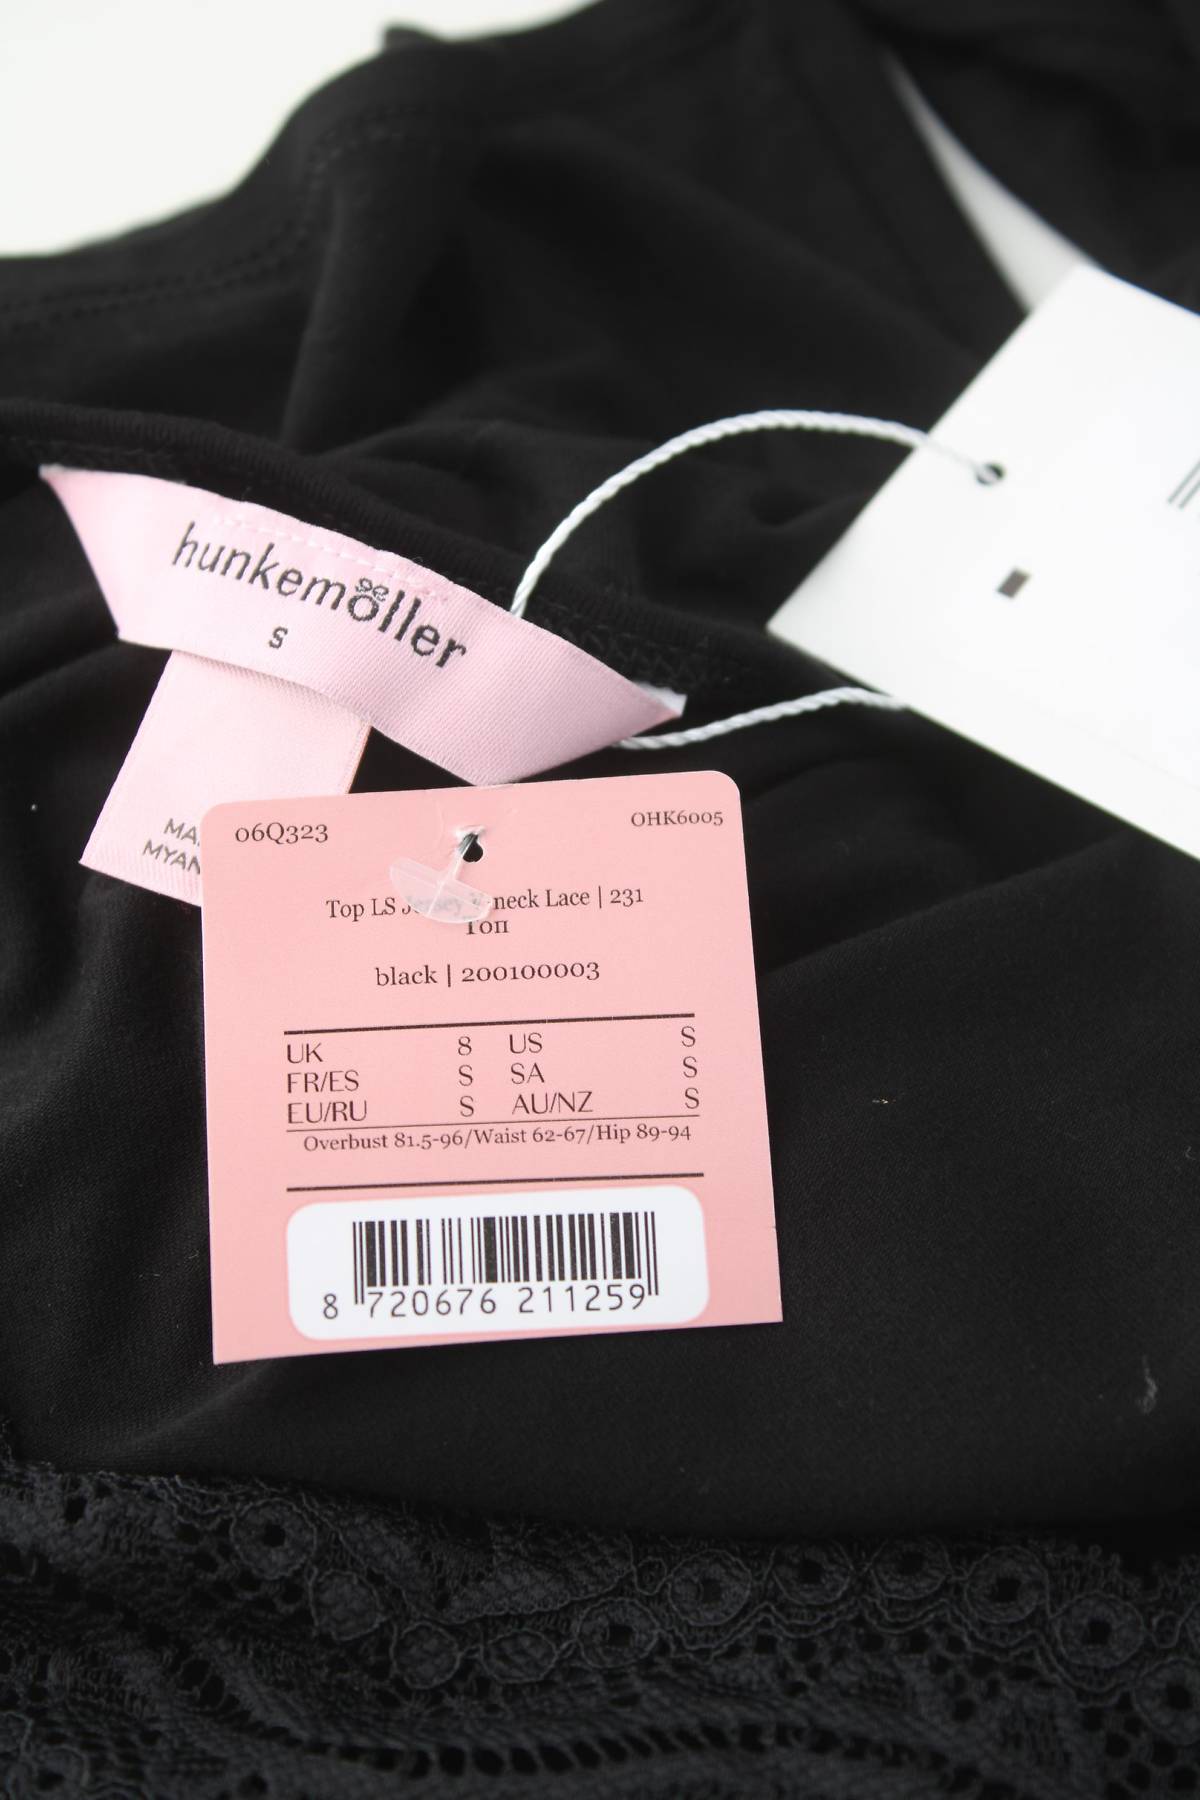 hunkemöller
S
06Q323
OHK6005
Top LS neck Lace | 231
Топ
black | 200100003
UK 8 US S
FR/ES S SA S
EU/RU S AU/NZ S
Overbust 81.5-96/Waist 62-67/Hip 89-94
8 720676 211259